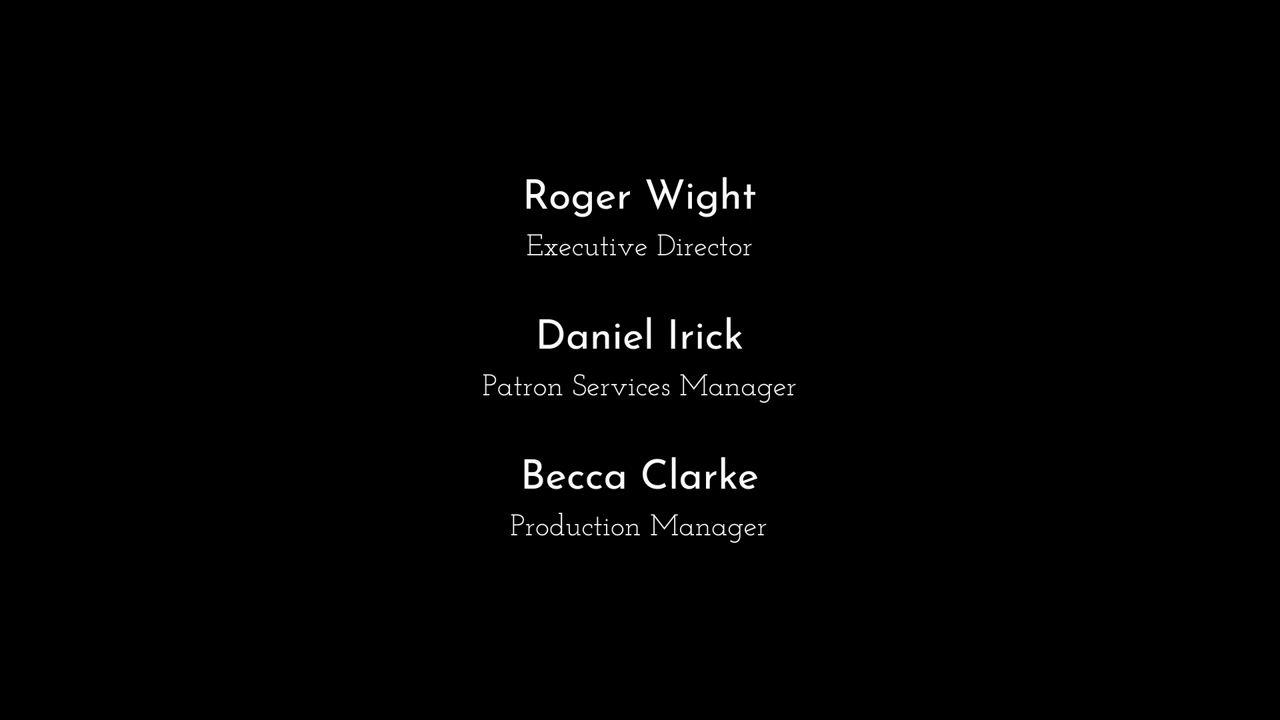 Roger Wight
Executive Director
Daniel Irick
Patron Services Manager
Becca Clarke
Production Manager